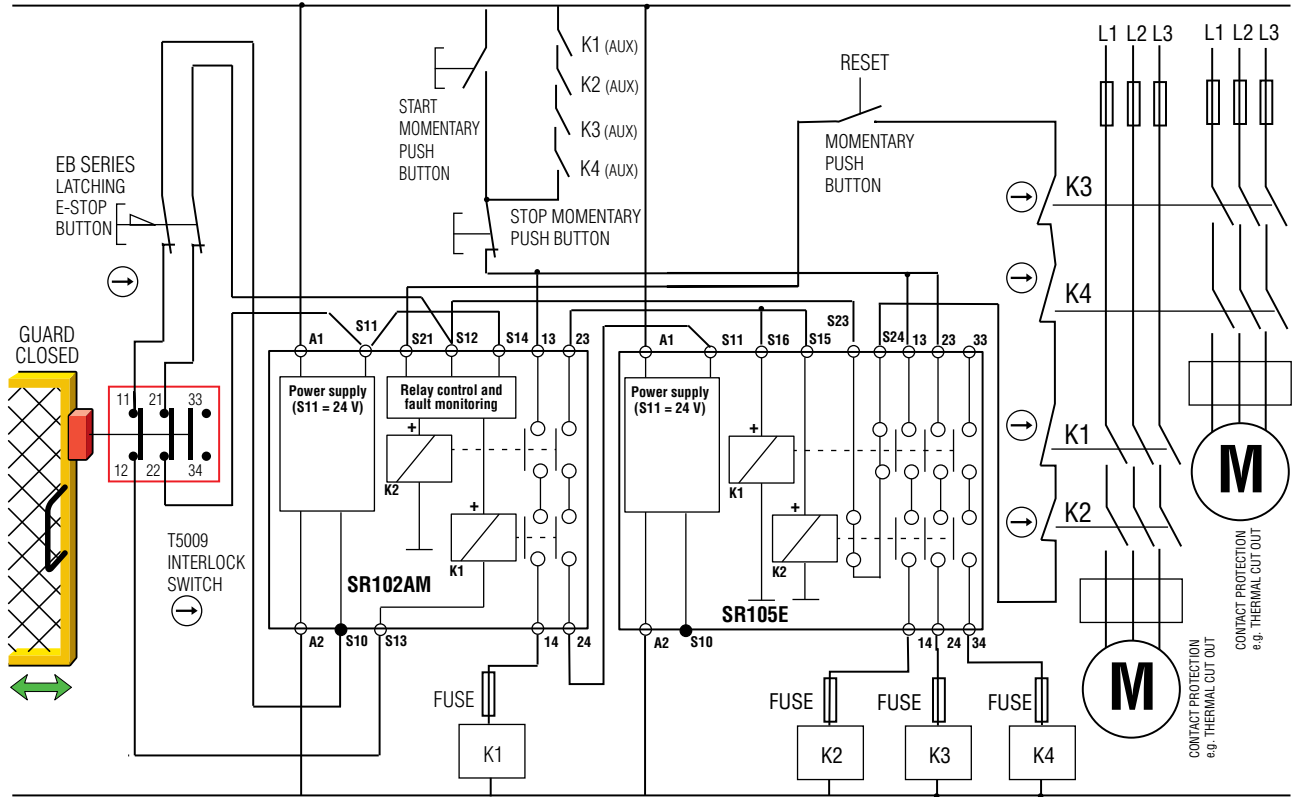 K1 (AUX)
K2 (AUX)
K3 (AUX)
K4 (AUX)
START
MOMENTARY
PUSH
BUTTON
STOP MOMENTARY
PUSH BUTTON
RESET
MOMENTARY
PUSH
BUTTON
L1 L2 L3
L1 L2 L3
EB SERIES
LATCHING
E-STOP
BUTTON
K3
K4
K1
K2
GUARD
CLOSED
11 21 33
12 22 34
T5009
INTERLOCK
SWITCH
A1 S11 S21 S12 S14 13 23
Power supply
(S11 = 24 V)
Relay control and
fault monitoring
+
K2
+
K1
SR102AM
A2 S10 S13 14 24
A1 S11 S16 S15 S23 S24 13 23 33
Power supply
(S11 = 24 V)
+
K1
+
K2
SR105E
A2 S10 14 24 34
FUSE
K1
FUSE
K2
FUSE
K3
FUSE
K4
M
CONTACT PROTECTION
e.g. THERMAL CUT OUT
M
CONTACT PROTECTION
e.g. THERMAL CUT OUT